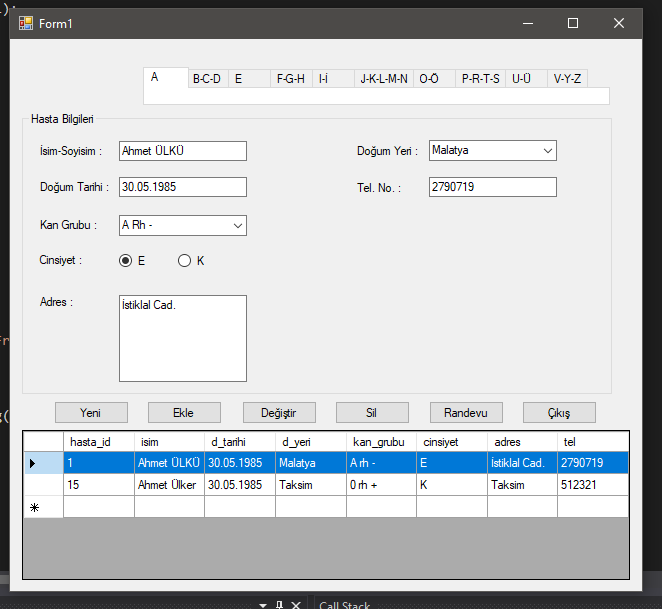 Form1
A B-C-D E F-G-H I-İ J-K-L-M-N O-Ö P-R-T-S U-Ü V-Y-Z
Hasta Bilgileri
İsim-Soyisim : Ahmet ÜLKÜ Doğum Yeri : Malatya
Doğum Tarihi : 30.05.1985 Tel. No. : 2790719
Kan Grubu : A Rh -
Cinsiyet : E K
Adres : İstiklal Cad.
Yeni Ekle Değiştir Sil Randevu Çıkış
hasta_id isim d_tarihi d_yeri kan_grubu cinsiyet adres tel
1 Ahmet ÜLKÜ 30.05.1985 Malatya A rh - E İstiklal Cad. 2790719
15 Ahmet Ülker 30.05.1985 Taksim 0 rh + K Taksim 512321
Call Stack